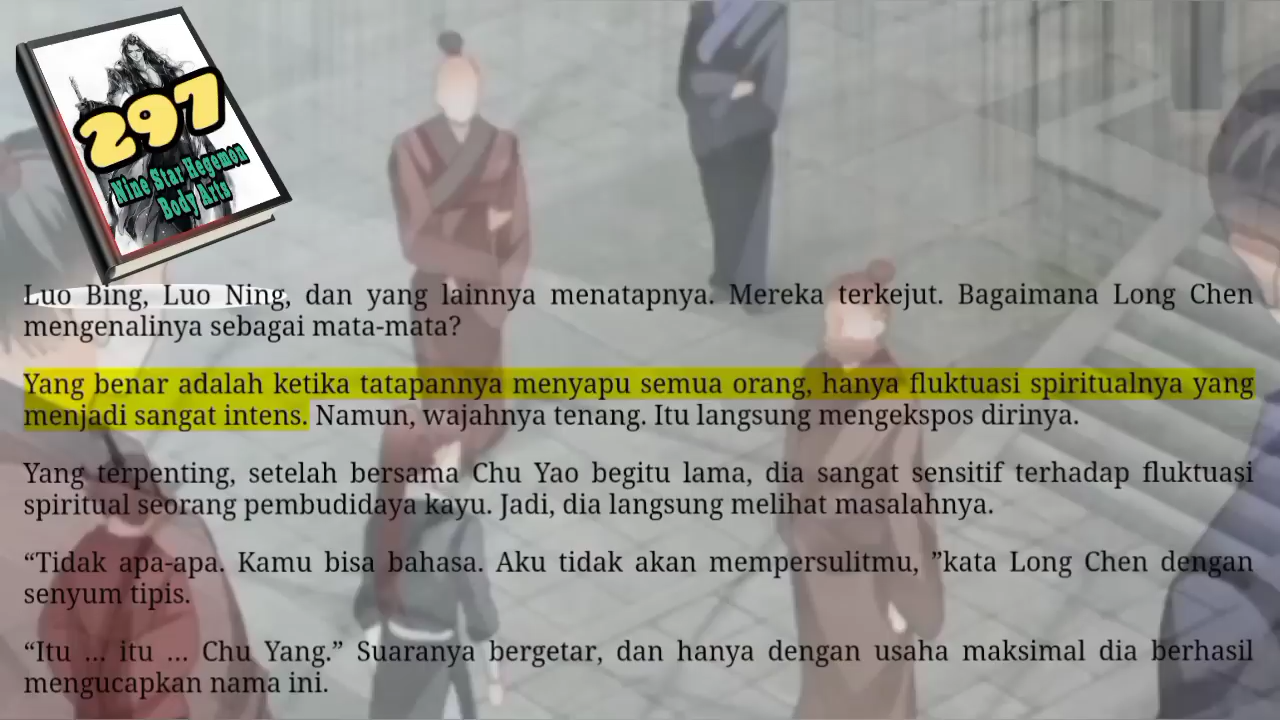 297
Nine Star Hegemon
Body Arts
Luo Bing, Luo Ning, dan yang lainnya menatapnya. Mereka terkejut. Bagaimana Long Chen
mengenalinya sebagai mata-mata?
Yang benar adalah ketika tatapannya menyapu semua orang, hanya fluktuasi spiritualnya yang
menjadi sangat intens. Namun, wajahnya tenang. Itu langsung mengekspos dirinya.
Yang terpenting, setelah bersama Chu Yao begitu lama, dia sangat sensitif terhadap fluktuasi
spiritual seorang pembudidaya kayu. Jadi, dia langsung melihat masalahnya.
“Tidak apa-apa. Kamu bisa bahasa. Aku tidak akan mempersulitmu, ”kata Long Chen dengan
senyum tipis.
“Itu ... itu ... Chu Yang.” Suaranya bergetar, dan hanya dengan usaha maksimal dia berhasil
mengucapkan nama ini.